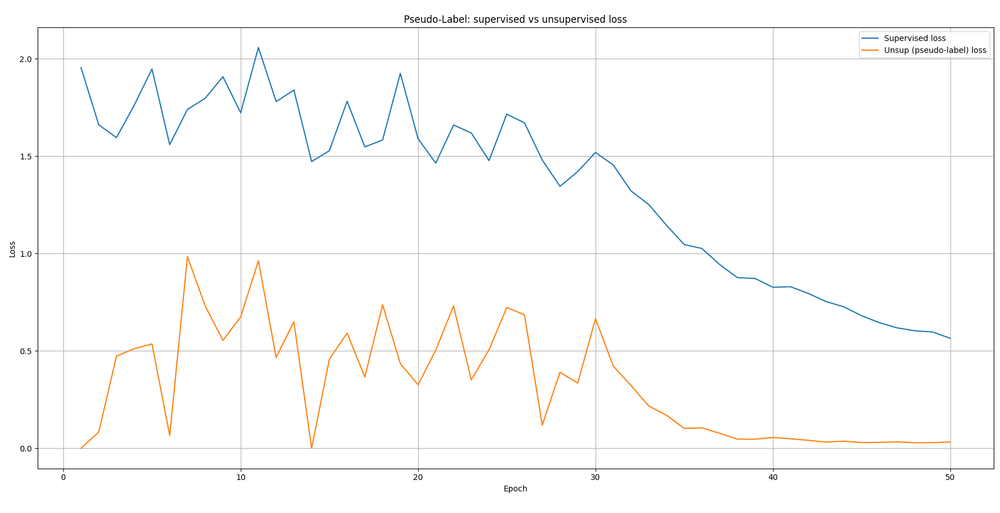 Pseudo-Label: supervised vs unsupervised loss
Supervised loss
Unsup (pseudo-label) loss
2.0
1.5
1.0
0.5
0.0
Loss
0 10 20 30 40 50
Epoch